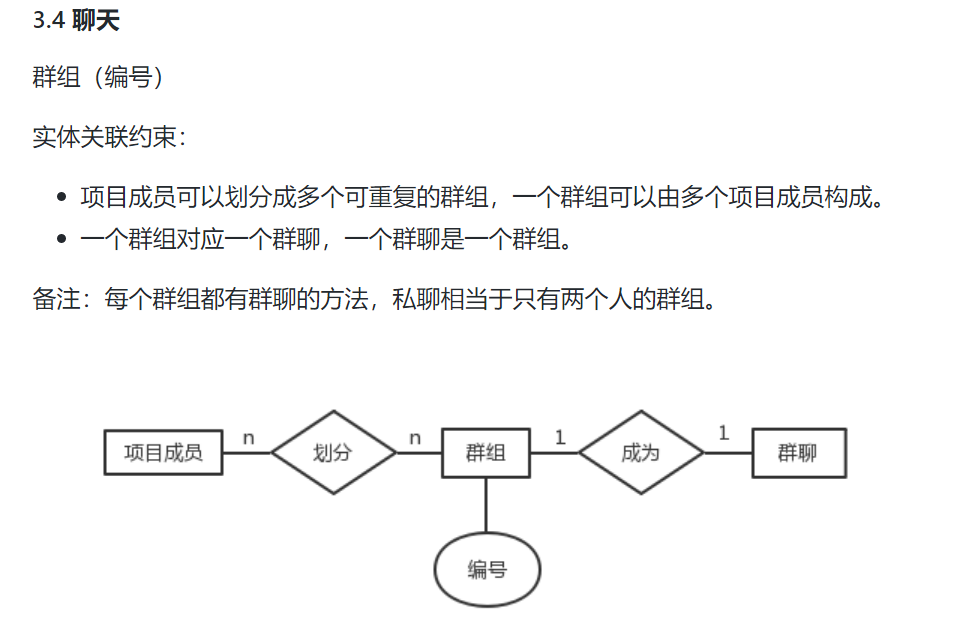 3.4 聊天
群组（编号）
实体关联约束：
项目成员可以划分成多个可重复的群组，一个群组可以由多个项目成员构成。
一个群组对应一个群聊，一个群聊是一个群组。
备注：每个群组都有群聊的方法，私聊相当于只有两个人的群组。
项目成员 n 划分 n 群组 1 成为 1 群聊
编号